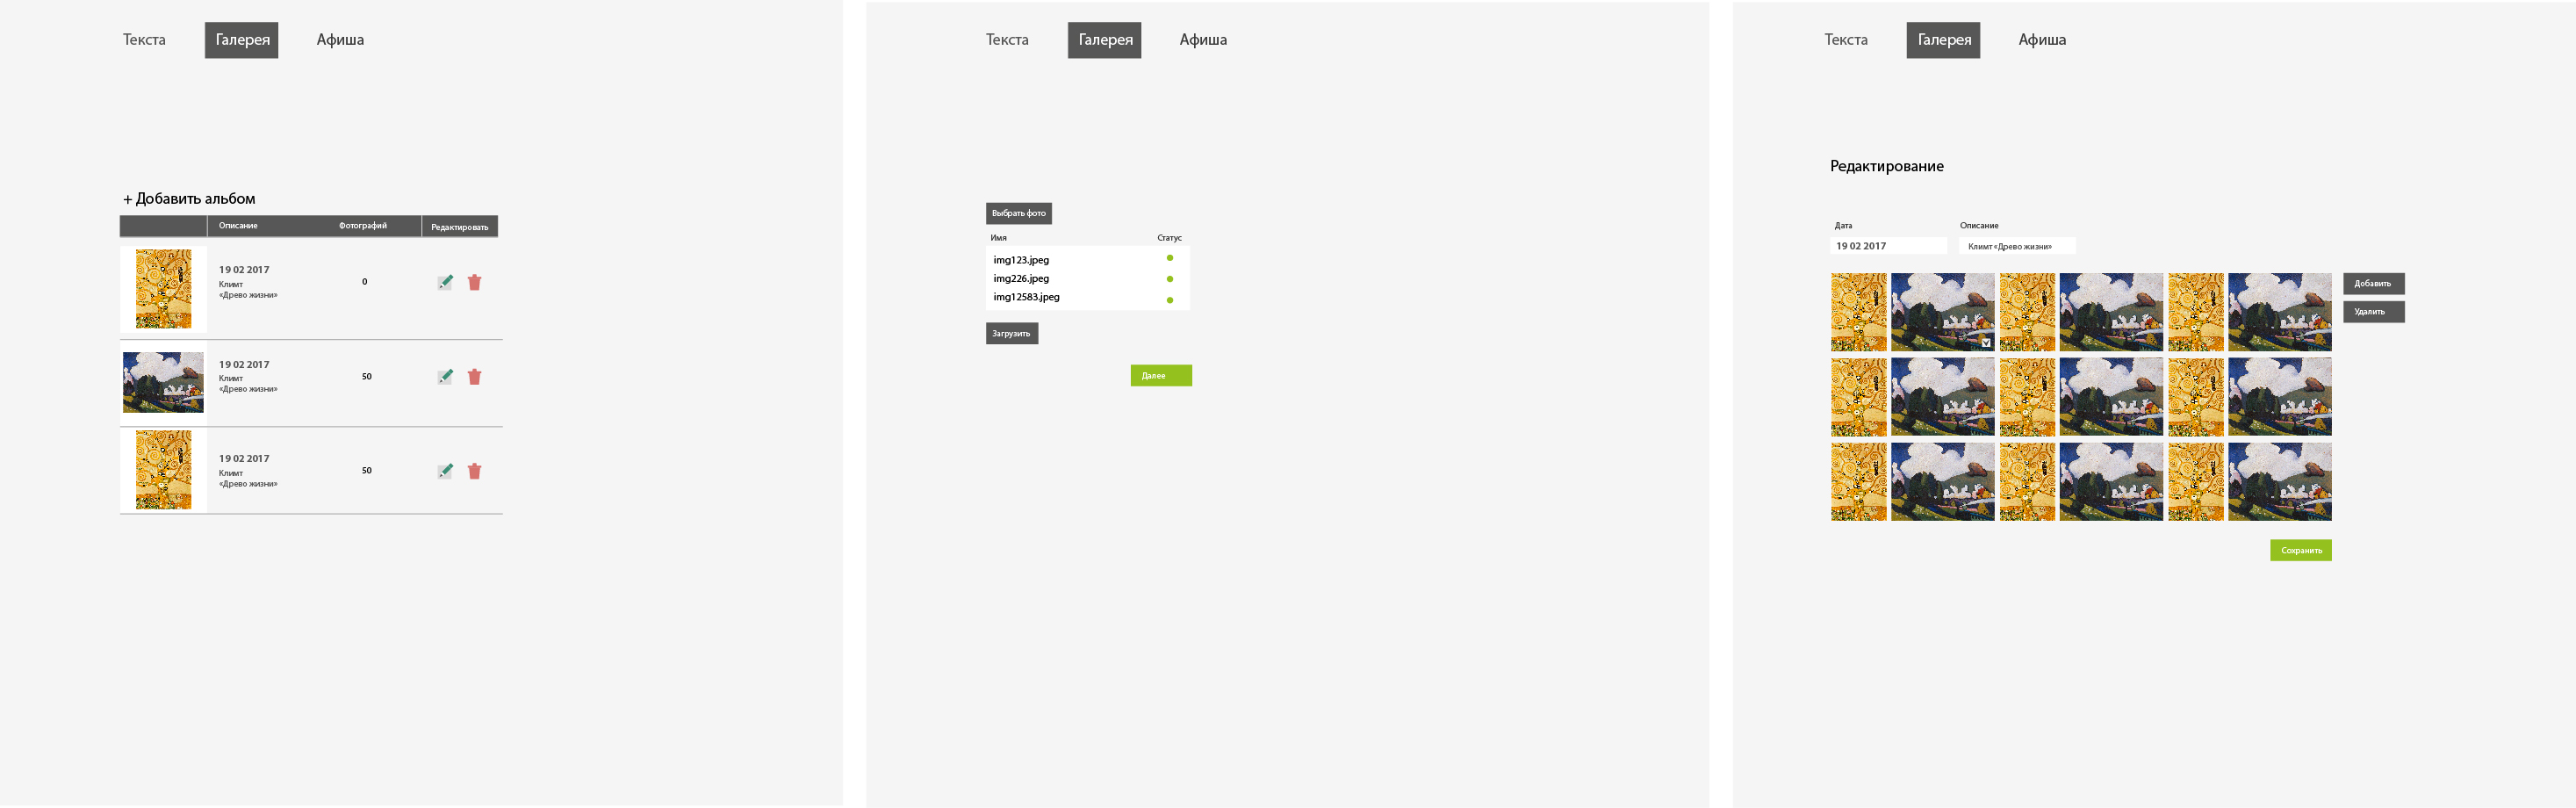 Текста Галерея Афиша
+ Добавить альбом
Описание Фотографий Редактировать
19 02 2017
Климт
«Древо жизни»
0
19 02 2017
Климт
«Древо жизни»
50
19 02 2017
Климт
«Древо жизни»
50
Текста Галерея Афиша
Выбрать фото
Имя Статус
img123.jpeg
img226.jpeg
img12583.jpeg
Загрузить
Далее
Текста Галерея Афиша
Редактирование
Дата Описание
19 02 2017 Климт «Древо жизни»
Добавить
Удалить
Сохранить